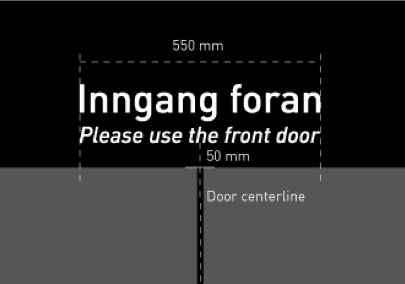 550 mm
Inngang foran
Please use the front door
50 mm
Door centerline